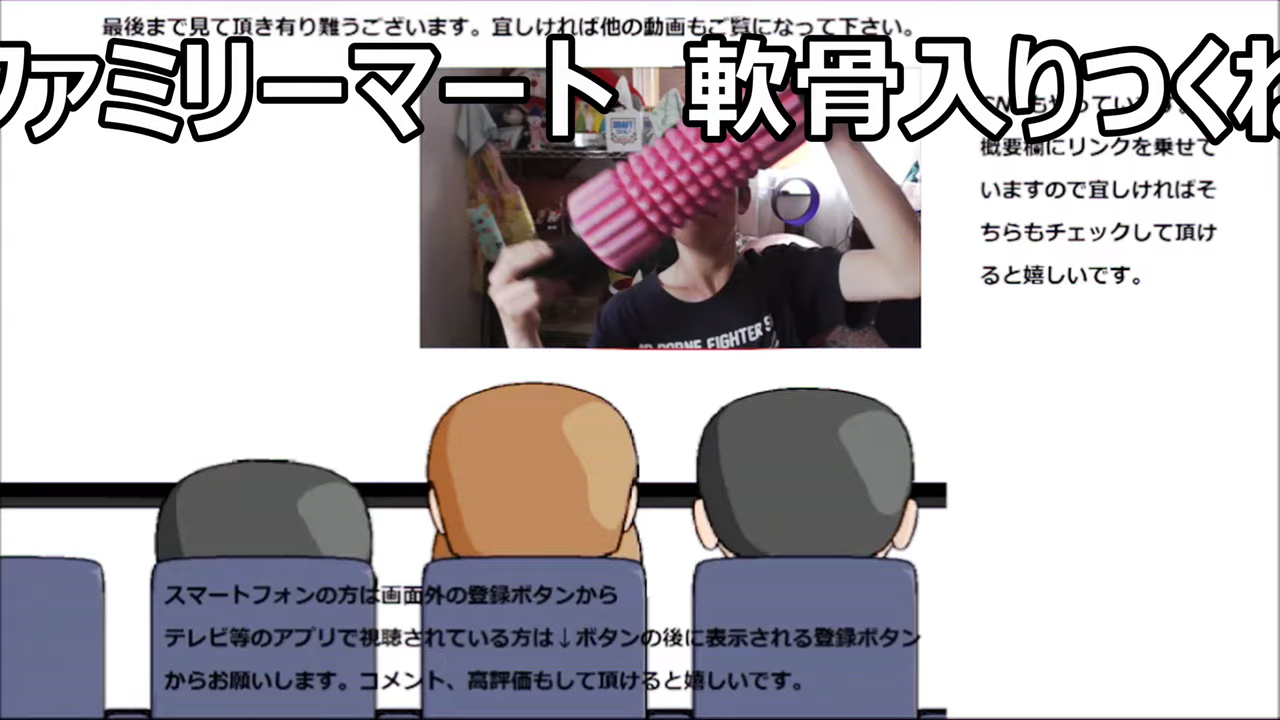 最後まで見て頂き有り難うございます。宜しければ他の動画もご覧になって下さい。
ファミリーマート 軟骨入りつくね
概要欄にリンクを乗せて
いますので宜しければそ
ちらもチェックして頂け
ると嬉しいです。
DRAFT
FIGHTER
スマートフォンの方は画面外の登録ボタンから
テレビ等のアプリで視聴されている方は↓ボタンの後に表示される登録ボタン
からお願いします。コメント、高評価もして頂けると嬉しいです。